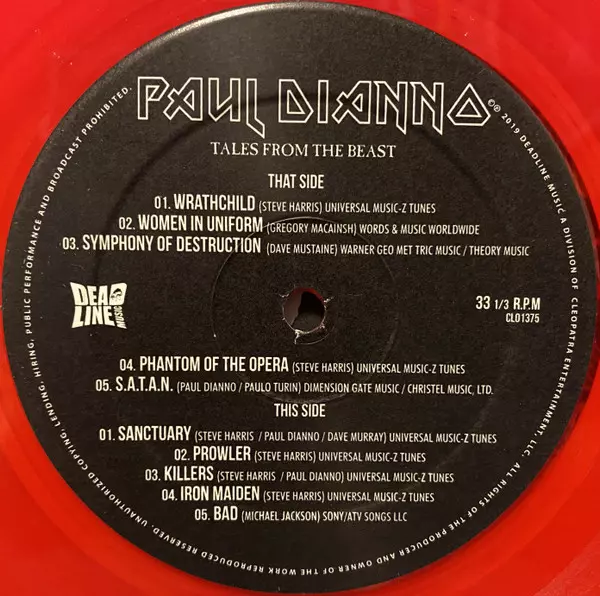 PAUL DIANNO
TALES FROM THE BEAST
THAT SIDE
01. WRATHCHILD (STEVE HARRIS) UNIVERSAL MUSIC-Z TUNES
02. WOMEN IN UNIFORM (GREGORY MACAINSH) WORDS & MUSIC WORLDWIDE
03. SYMPHONY OF DESTRUCTION (DAVE MUSTAINE) WARNER GEO MET TRIC MUSIC / THEORY MUSIC
DEAD
LINE
MUSIC
33 1/3 R.P.M
CLO1375
04. PHANTOM OF THE OPERA (STEVE HARRIS) UNIVERSAL MUSIC-Z TUNES
05. S.A.T.A.N. (PAUL DIANNO / PAULO TURIN) DIMENSION GATE MUSIC / CHRISTEL MUSIC, LTD.
THIS SIDE
01. SANCTUARY (STEVE HARRIS / PAUL DIANNO / DAVE MURRAY) UNIVERSAL MUSIC-Z TUNES
02. PROWLER (STEVE HARRIS) UNIVERSAL MUSIC-Z TUNES
03. KILLERS (STEVE HARRIS / PAUL DIANNO) UNIVERSAL MUSIC-Z TUNES
04. IRON MAIDEN (STEVE HARRIS) UNIVERSAL MUSIC-Z TUNES
05. BAD (MICHAEL JACKSON) SONY/ATV SONGS LLC
©℗ 2019 DEADLINE MUSIC A DIVISION OF CLEOPATRA ENTERTAINMENT, LLC. ALL RIGHTS OF THE PRODUCER AND OWNER OF THE WORK REPRODUCED RESERVED. UNAUTHORIZED COPYING, LENDING, HIRING, PUBLIC PERFORMANCE AND BROADCAST PROHIBITED.